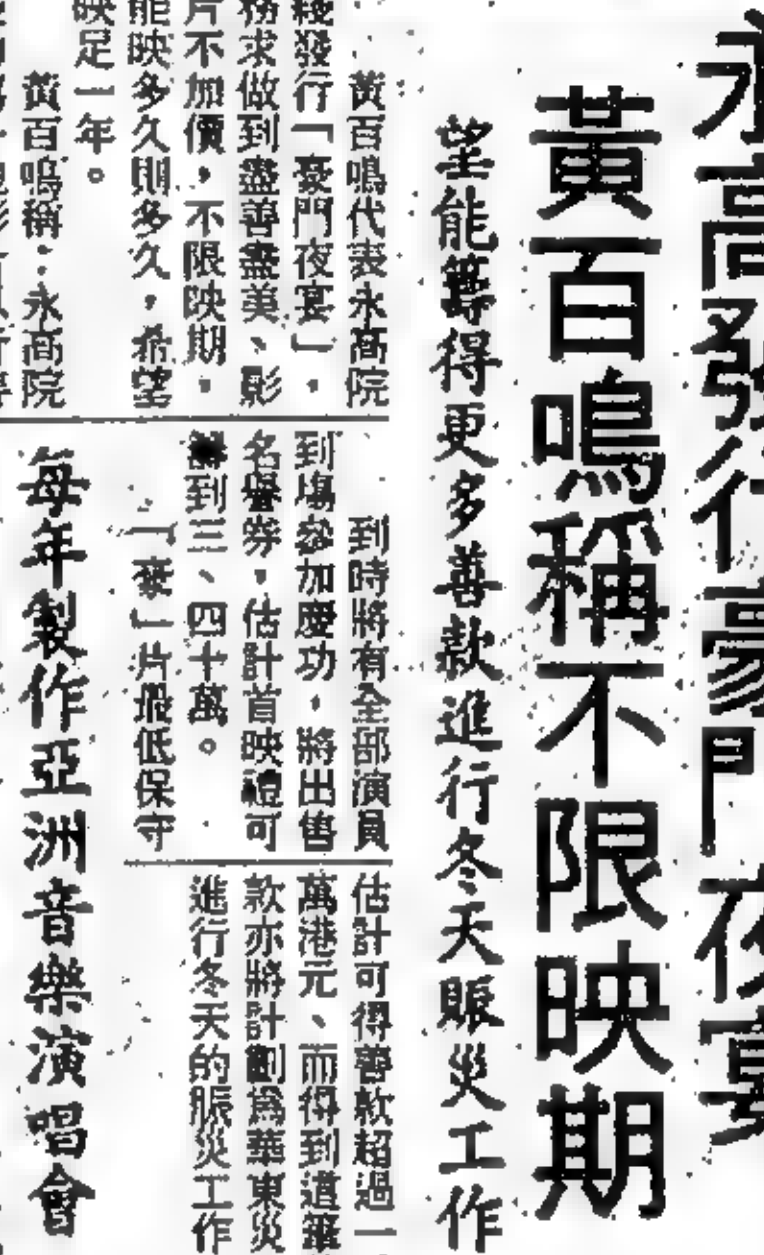 永高發行豪門夜宴
黃百鳴稱不限映期
望能籌得更多善款進行冬天賑災工作
黃百鳴代表永高院
綫發行「豪門夜宴」，
務求做到盡善盡美、影
片不加價，不限映期，
能映多久則多久，希望
映足一年。
黃百鳴稱：永高院
到時將有全部演員
到場參加慶功，將出售
名譽券，估計首映禮可
籌到三、四十萬。
「豪」片最低保守
估計可得善款超過一
萬港元、而得到這筆
款亦將計劃為華東災
進行冬天的賑災工作
每年製作亞洲音樂演唱會